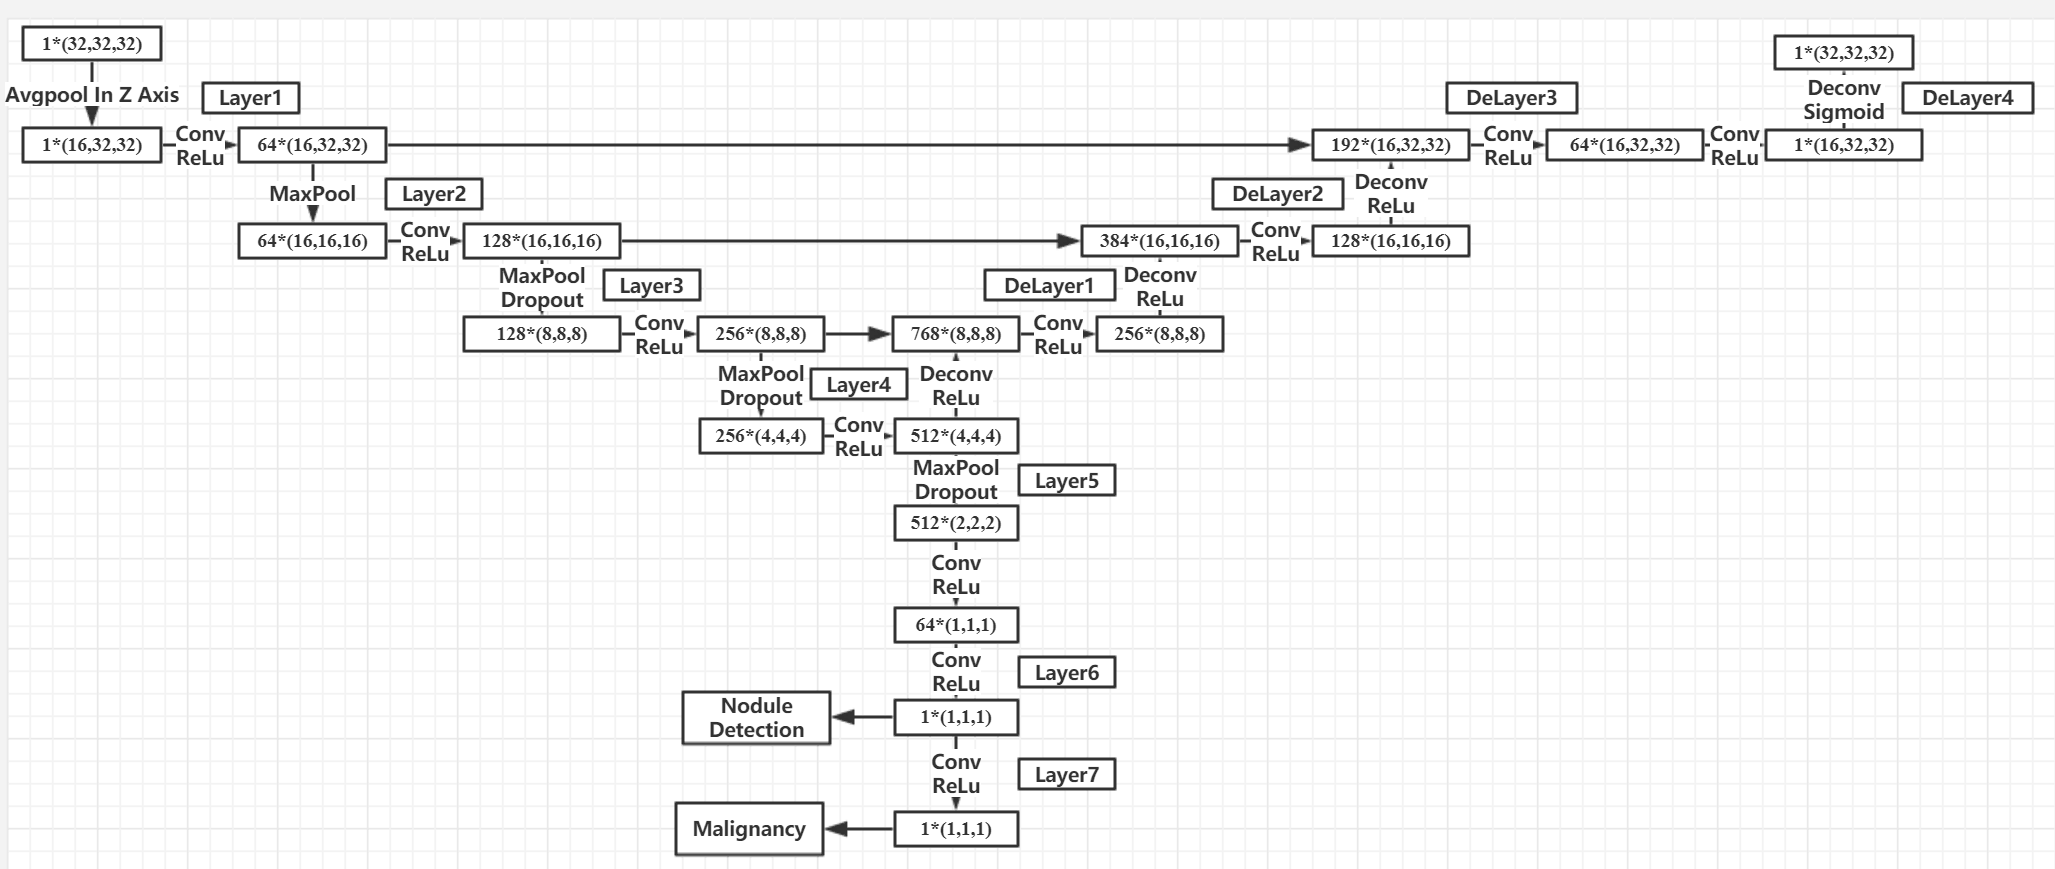 1*(32,32,32)
1*(32,32,32)
Avgpool In Z Axis
Layer1
DeLayer3
Deconv
Sigmoid
DeLayer4
1*(16,32,32)
Conv
ReLu
64*(16,32,32)
192*(16,32,32)
Conv
ReLu
64*(16,32,32)
Conv
ReLu
1*(16,32,32)
MaxPool
Layer2
DeLayer2
Deconv
ReLu
64*(16,16,16)
Conv
ReLu
128*(16,16,16)
384*(16,16,16)
Conv
ReLu
128*(16,16,16)
MaxPool
Dropout
Layer3
DeLayer1
Deconv
ReLu
128*(8,8,8)
Conv
ReLu
256*(8,8,8)
768*(8,8,8)
Conv
ReLu
256*(8,8,8)
MaxPool
Dropout
Layer4
Deconv
ReLu
256*(4,4,4)
Conv
ReLu
512*(4,4,4)
MaxPool
Dropout
Layer5
512*(2,2,2)
Conv
ReLu
64*(1,1,1)
Conv
ReLu
Layer6
Nodule
Detection
1*(1,1,1)
Conv
ReLu
Layer7
Malignancy
1*(1,1,1)